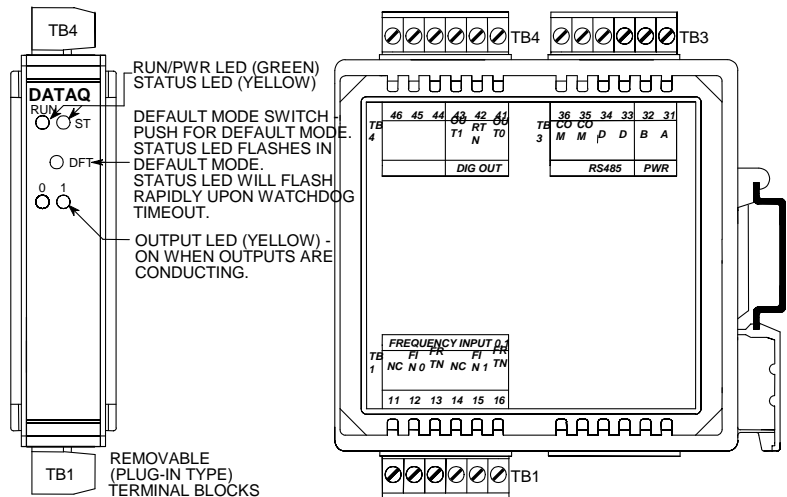 TB4
TB4
TB3
RUN/PWR LED (GREEN)
STATUS LED (YELLOW)
DATAQ
RUN
ST
DEFAULT MODE SWITCH -
PUSH FOR DEFAULT MODE.
STATUS LED FLASHES IN
DEFAULT MODE.
STATUS LED WILL FLASH
RAPIDLY UPON WATCHDOG
TIMEOUT.
DFT
0 1
OUTPUT LED (YELLOW) -
ON WHEN OUTPUTS ARE
CONDUCTING.
TB
4
46 45 44 43 42 41
OU
T1
RT
N
OU
T0
DIG OUT
TB
3
36 35 34 33 32 31
CO
M
CO
M
D D B A
RS485 PWR
FREQUENCY INPUT 0,1
TB
1
NC
FI
N 0
FR
TN
NC
FI
N 1
FR
TN
11 12 13 14 15 16
TB1
REMOVABLE
(PLUG-IN TYPE)
TERMINAL BLOCKS
TB1